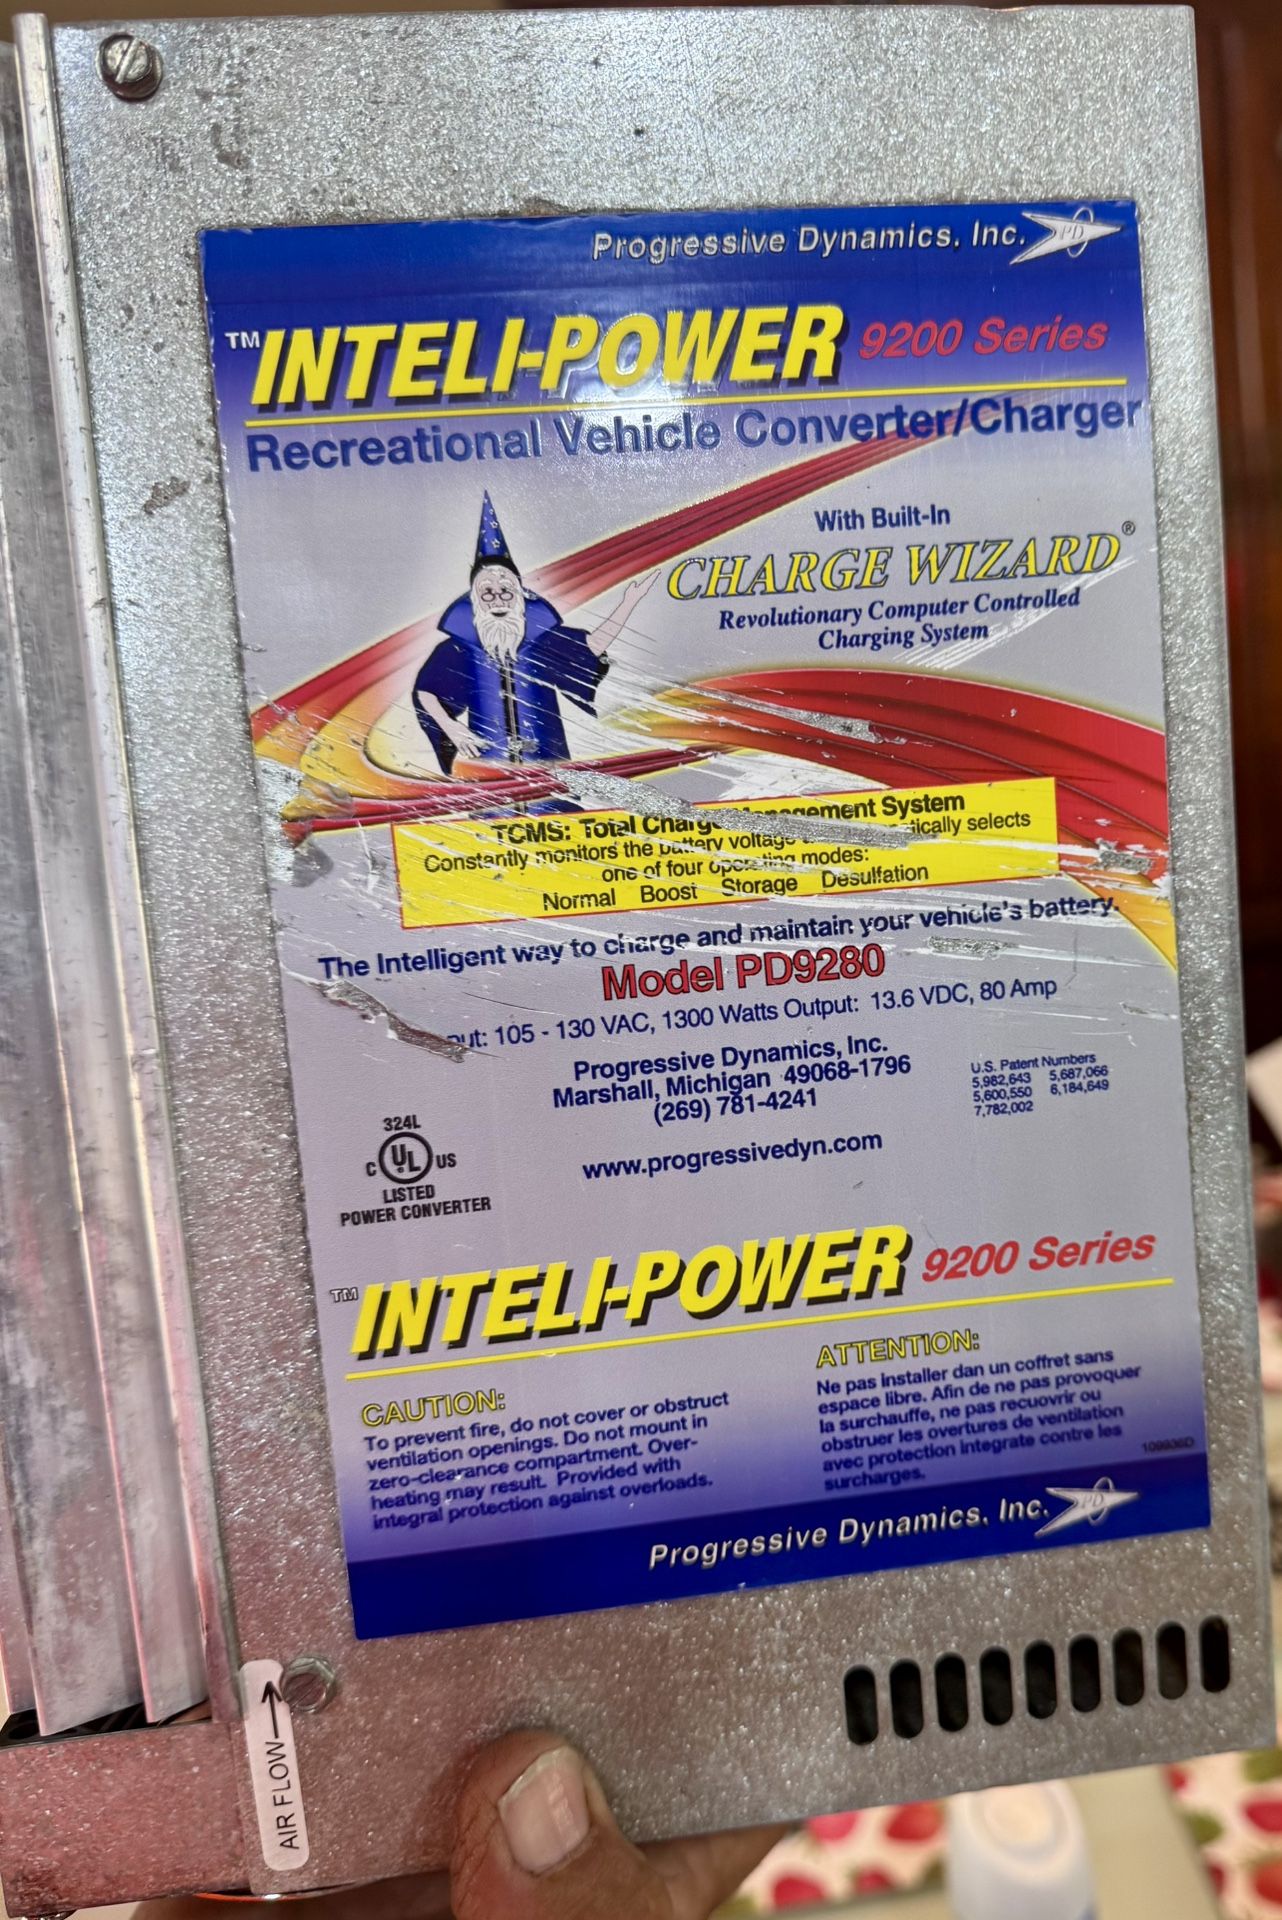 Progressive Dynamics, Inc. PD
™INTELI-POWER 9200 Series
Recreational Vehicle Converter/Charger
With Built-In
CHARGE WIZARD®
Revolutionary Computer Controlled
Charging System
TCMS: Total Charge Management System
Constantly monitors the battery voltage selects
one of four operating modes:
Normal Boost Storage Desulfation
The Intelligent way to charge and maintain your vehicle's battery.
Model PD9280
105 - 130 VAC, 1300 Watts Output: 13.6 VDC, 80 Amp
Progressive Dynamics, Inc.
Marshall, Michigan 49068-1796
(269) 781-4241
www.progressivedyn.com
U.S. Patent Numbers
5,982,643 5,687,066
5,600,550 6,184,649
7,782,002
324L
C UL US
LISTED
POWER CONVERTER
™INTELI-POWER 9200 Series
CAUTION:
To prevent fire, do not cover or obstruct
ventilation openings. Do not mount in
zero-clearance compartment. Over-
heating may result. Provided with
integral protection against overloads.
ATTENTION:
Ne pas installer dan un coffret sans
espace libre. Afin de ne pas provoquer
la surchauffe, ne pas recuovrir ou
obstruer les overtures de ventilation
avec protection integrate contre les
surcharges.
109936D
Progressive Dynamics, Inc. PD
AIR FLOW→